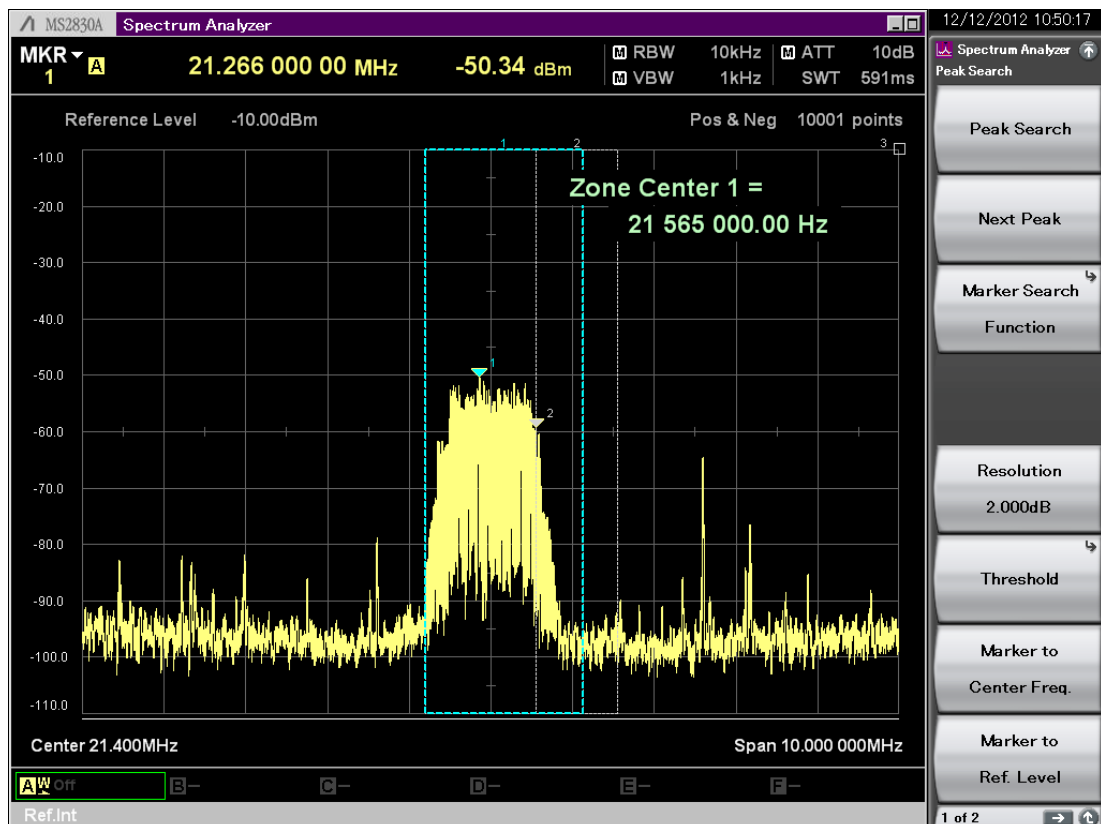 MS2830A Spectrum Analyzer
12/12/2012 10:50:17
MKR 1 A 21.266 000 00 MHz -50.34 dBm
M RBW 10kHz M ATT 10dB
M VBW 1kHz SWT 591ms
Reference Level -10.00dBm Pos & Neg 10001 points
1 2 3
Zone Center 1 =
21 565 000.00 Hz
-10.0
-20.0
-30.0
-40.0
-50.0
-60.0
-70.0
-80.0
-90.0
-100.0
-110.0
1
2
Center 21.400MHz Span 10.000 000MHz
A W Off B- C- D- E- F-
Ref.Int
Spectrum Analyzer
Peak Search
Peak Search
Next Peak
Marker Search
Function
Resolution
2.000dB
Threshold
Marker to
Center Freq.
Marker to
Ref. Level
1 of 2